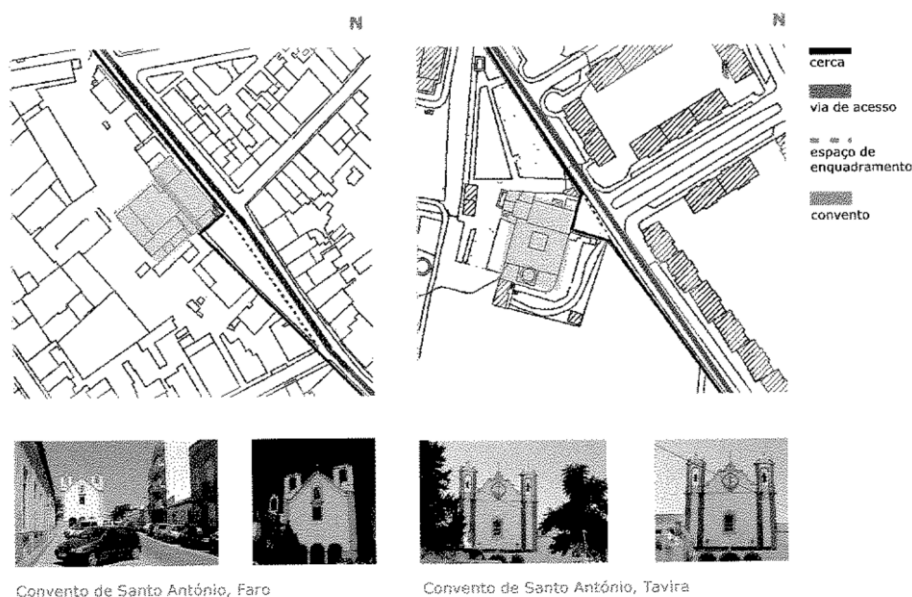 N
N
cerca
via de acesso
espaço de
enquadramento
convento
Convento de Santo António, Faro
Convento de Santo António, Tavira